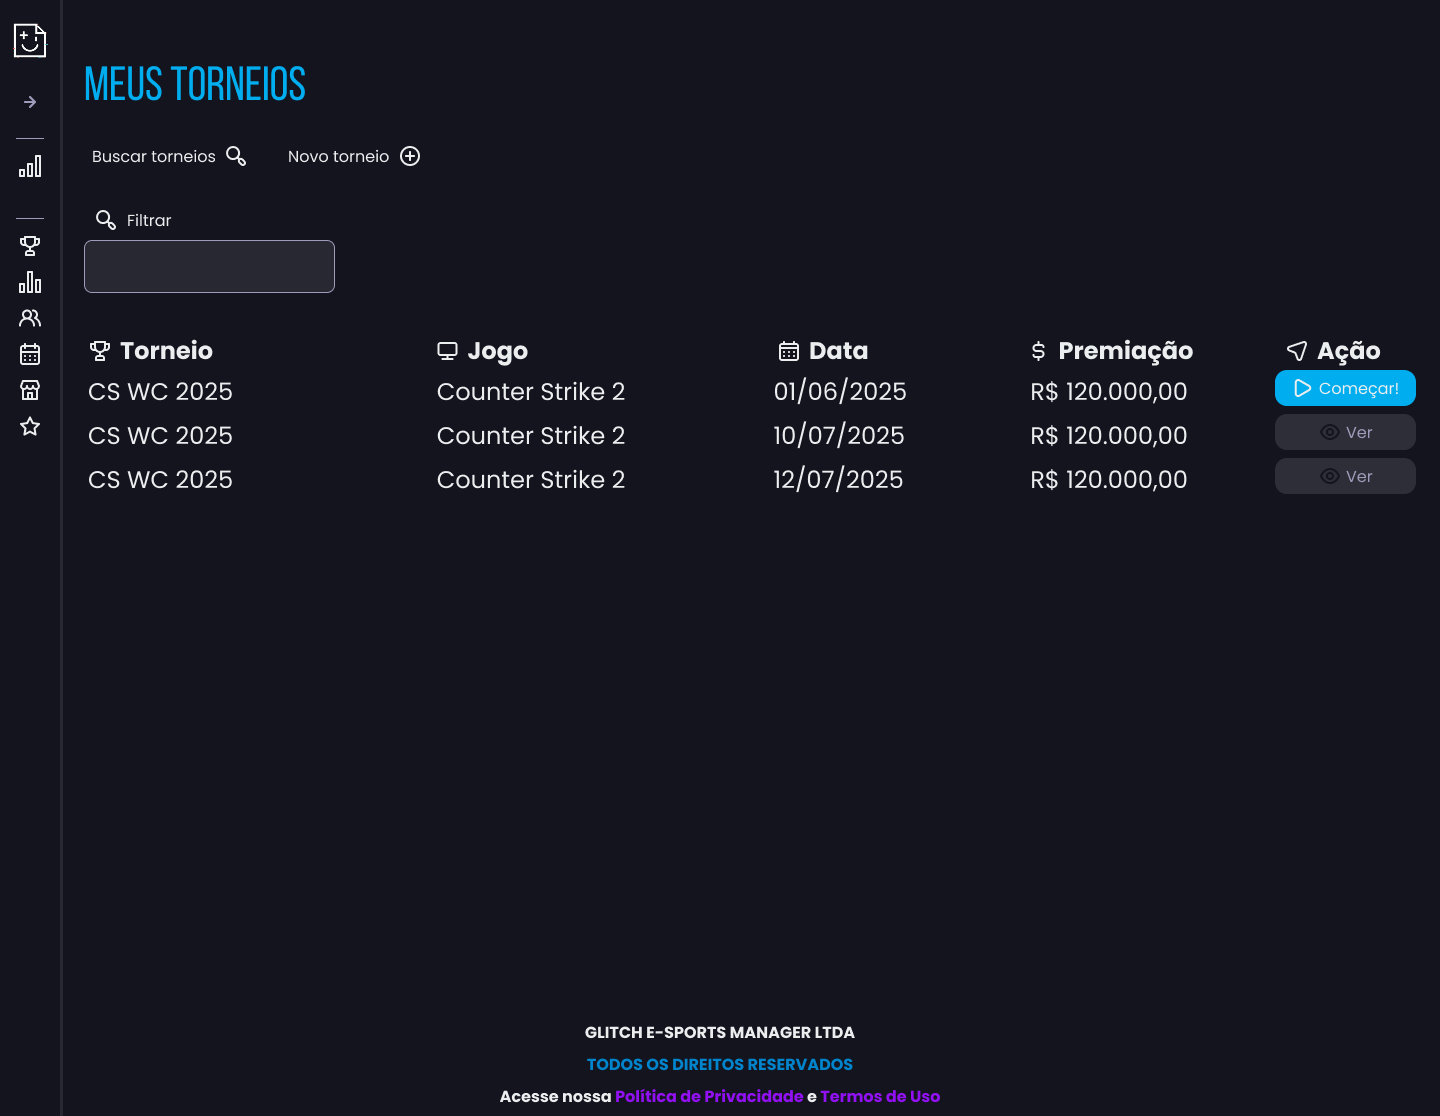 MEUS TORNEIOS
Buscar torneios Novo torneio
Filtrar
Torneio Jogo Data Premiação Ação
CS WC 2025 Counter Strike 2 01/06/2025 R$ 120.000,00 Começar!
CS WC 2025 Counter Strike 2 10/07/2025 R$ 120.000,00 Ver
CS WC 2025 Counter Strike 2 12/07/2025 R$ 120.000,00 Ver
GLITCH E-SPORTS MANAGER LTDA
TODOS OS DIREITOS RESERVADOS
Acesse nossa Política de Privacidade e Termos de Uso